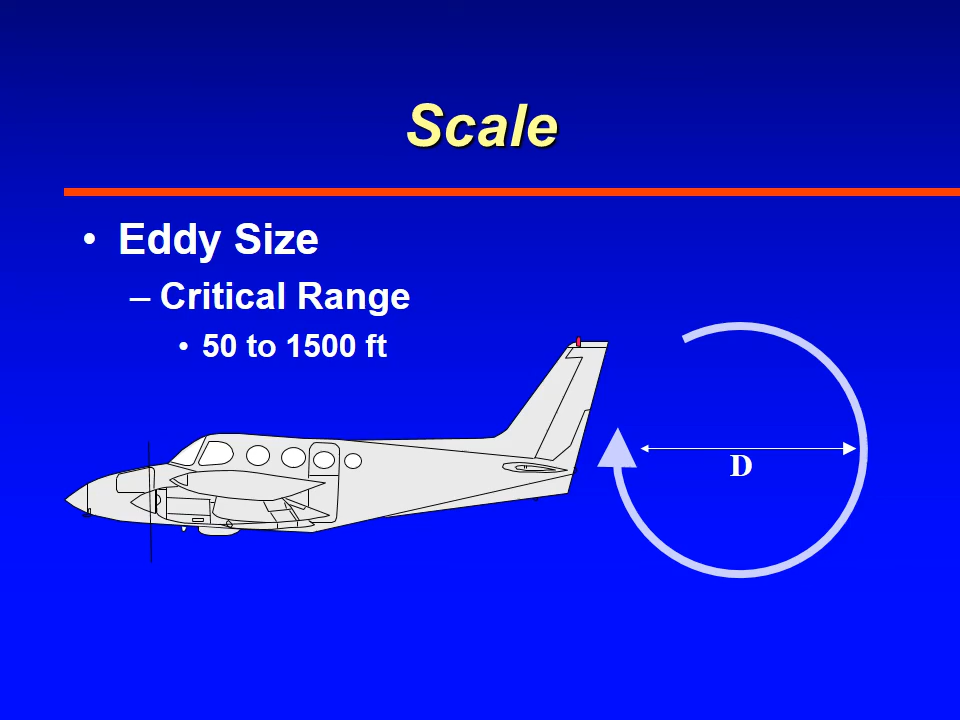 Scale
• Eddy Size
– Critical Range
• 50 to 1500 ft
D